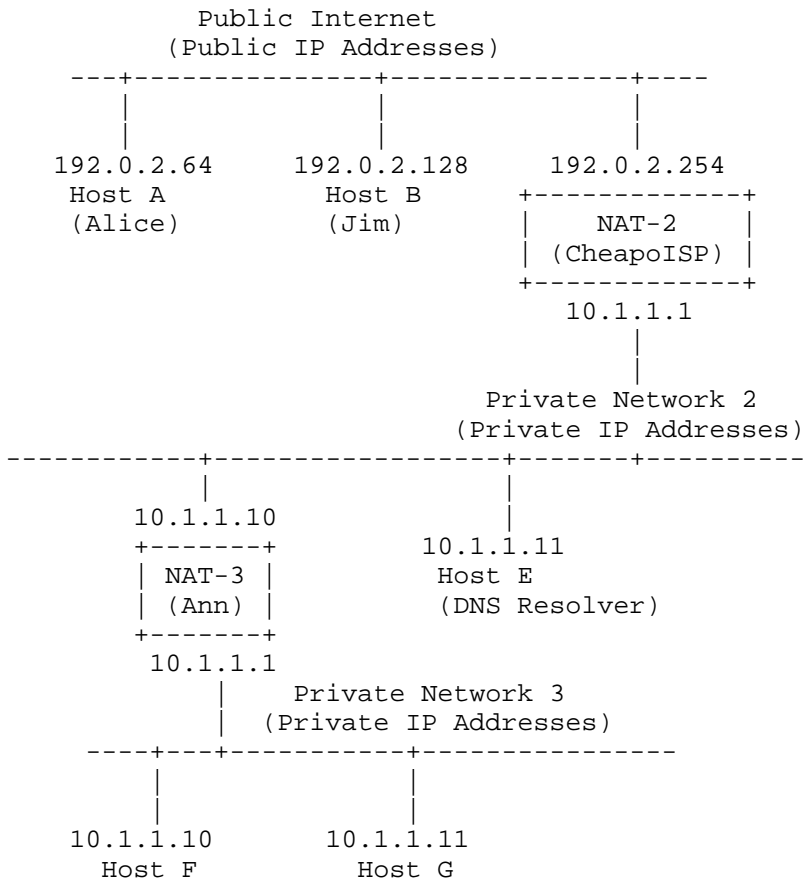 Public Internet
(Public IP Addresses)
192.0.2.64 192.0.2.128 192.0.2.254
Host A Host B
(Alice) (Jim) NAT-2
(CheapoISP)
10.1.1.1
Private Network 2
(Private IP Addresses)
10.1.1.10
10.1.1.11
NAT-3 Host E
(Ann) (DNS Resolver)
10.1.1.1
Private Network 3
(Private IP Addresses)
10.1.1.10 10.1.1.11
Host F Host G